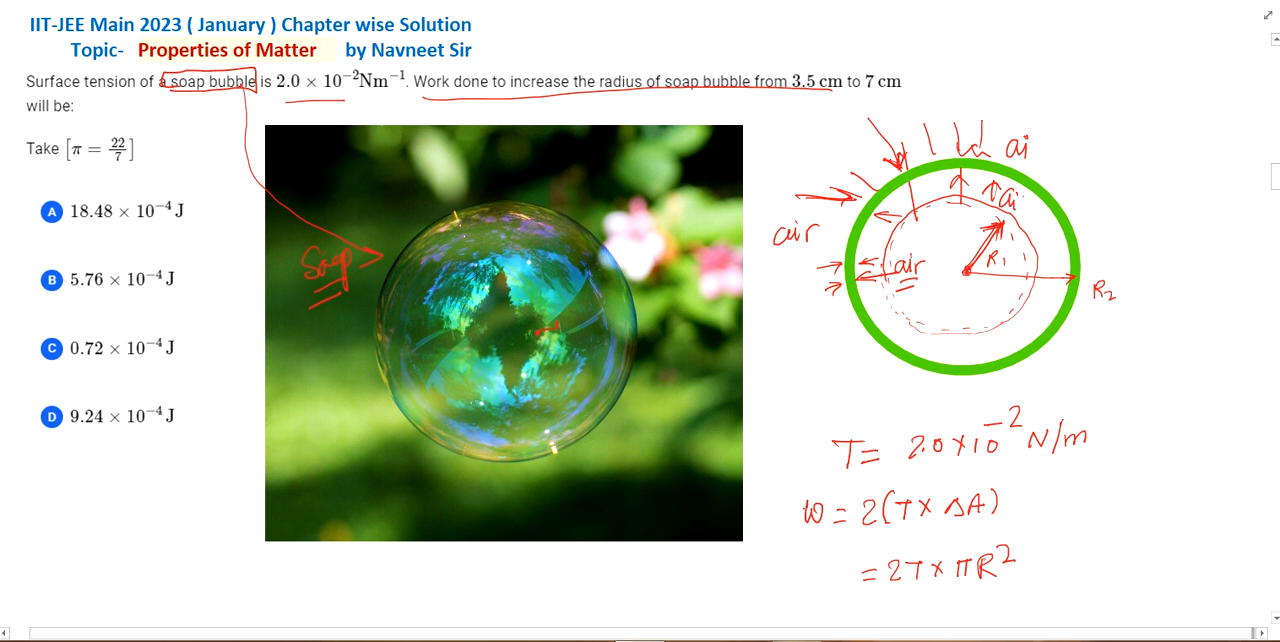 IIT-JEE Main 2023 ( January ) Chapter wise Solution
Topic- Properties of Matter by Navneet Sir
Surface tension of a soap bubble is 2.0 × 10⁻²Nm⁻¹. Work done to increase the radius of soap bubble from 3.5 cm to 7 cm
will be:
Take [π = 22/7]
A 18.48 × 10⁻⁴ J
B 5.76 × 10⁻⁴ J
C 0.72 × 10⁻⁴ J
D 9.24 × 10⁻⁴ J
Soap
ai
ai
air
air
R₁
R₂
T= 2.0×10⁻² N/m
W = 2(T× ΔA)
= 2T × πR²